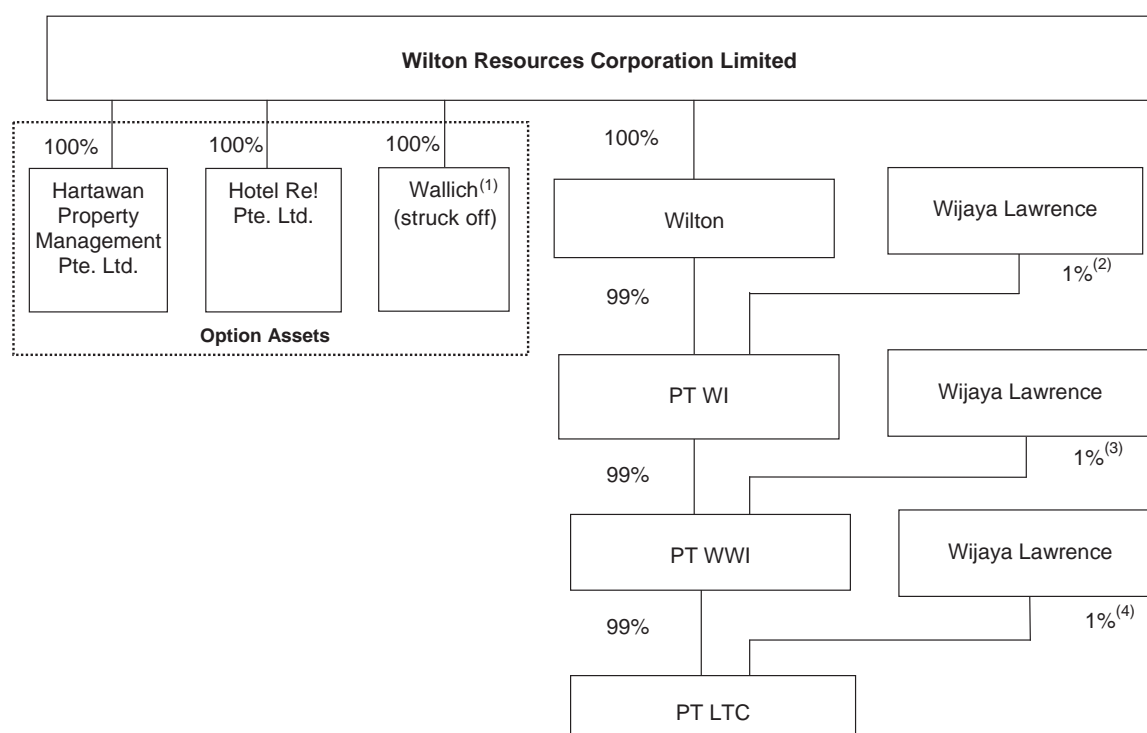 Wilton Resources Corporation Limited
100%
100%
100%
100%
Hartawan
Property
Management
Pte. Ltd.
Hotel Re!
Pte. Ltd.
Wallich(1)
(struck off)
Option Assets
Wilton
Wijaya Lawrence
99%
1%(2)
PT WI
Wijaya Lawrence
99%
1%(3)
PT WWI
Wijaya Lawrence
99%
1%(4)
PT LTC